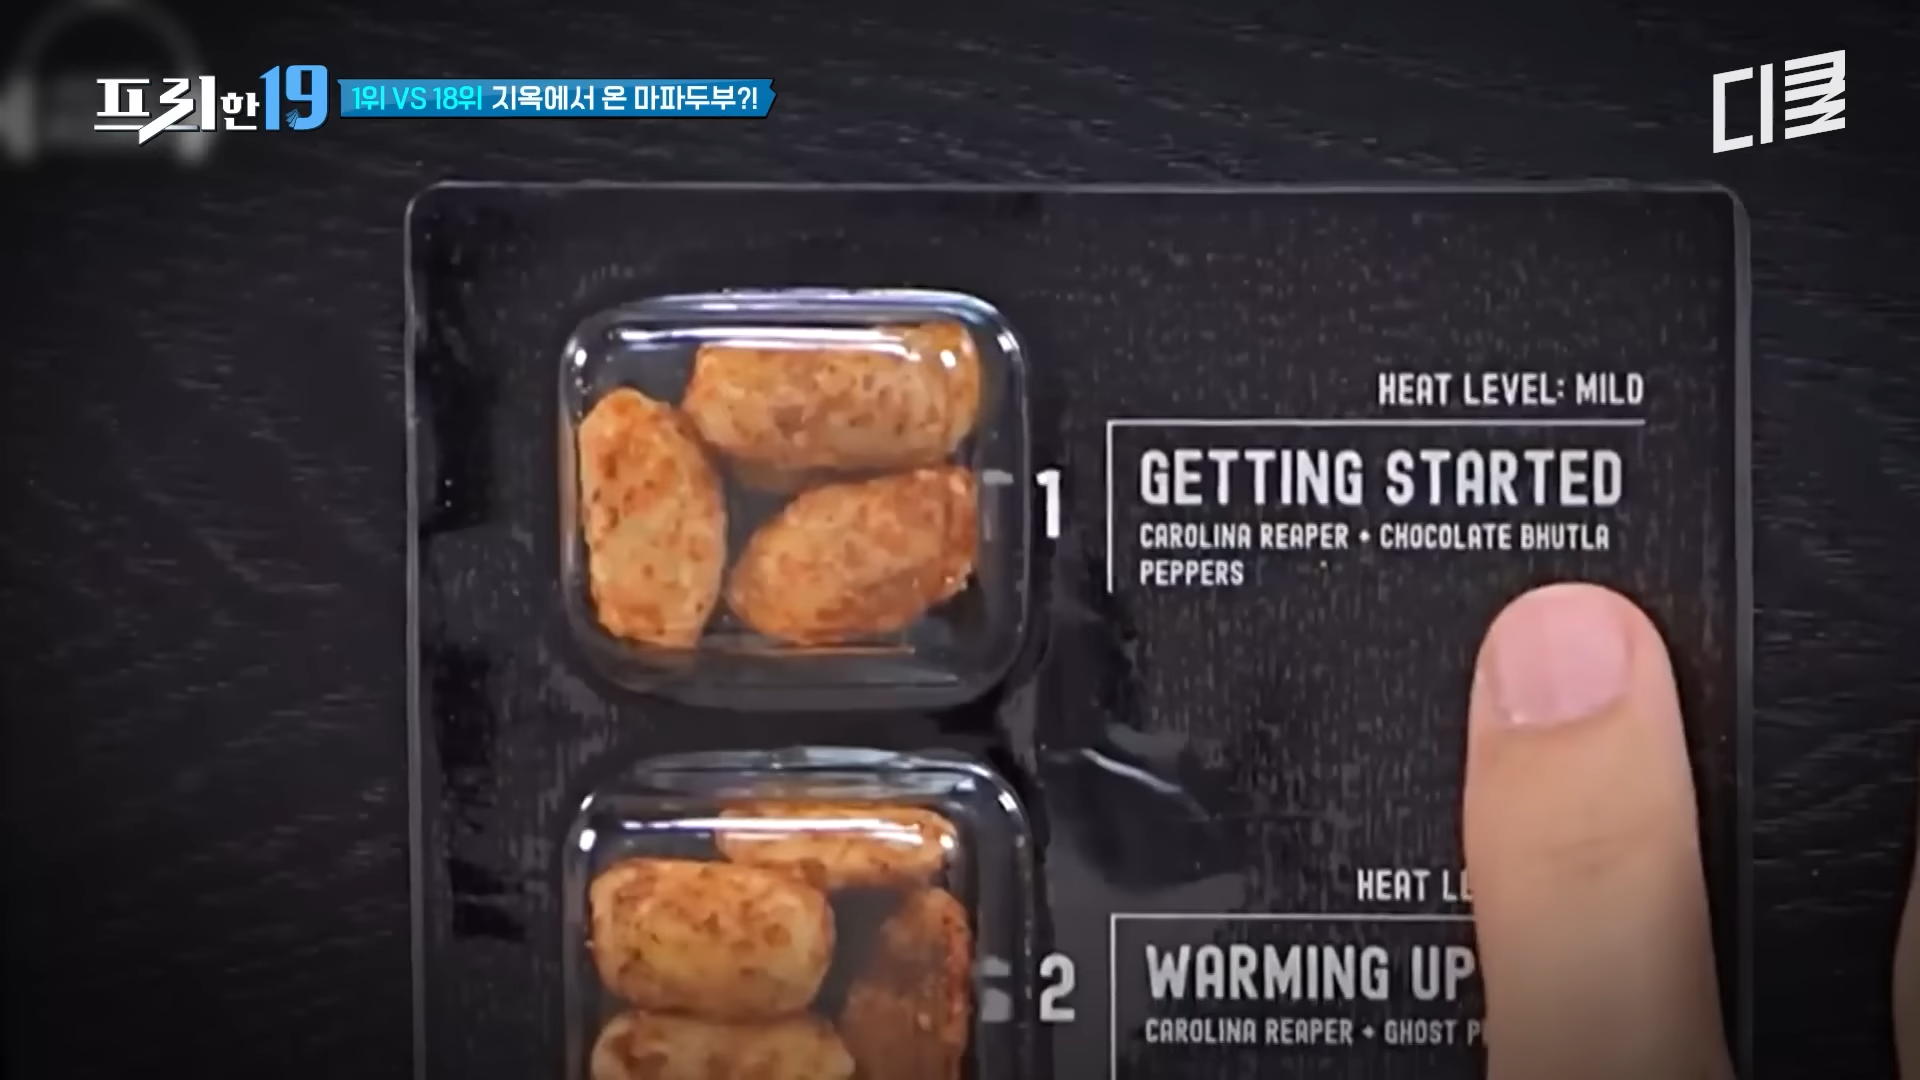 프리한19 1위 VS 18위 지옥에서 온 마파두부?!
디클
HEAT LEVEL: MILD
1
GETTING STARTED
CAROLINA REAPER + CHOCOLATE BHUTLA
PEPPERS
HEAT
2
WARMING UP
CAROLINA REAPER + GHOST